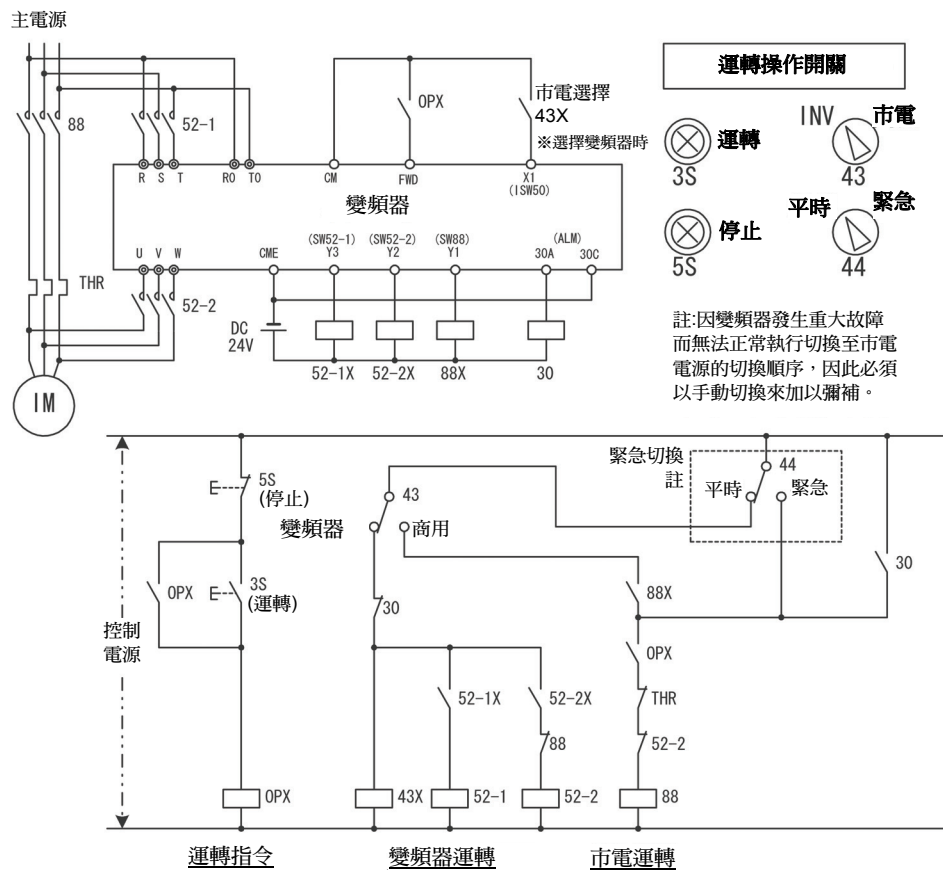 主電源
88
52-1
OPX
市電選擇
43X
※選擇變頻器時
R S T R0 T0 CM FWD X1
(ISW50)
變頻器
U V W CME (SW52-1) (SW52-2) (SW88) (ALM)
Y3 Y2 Y1 30A 30C
THR
52-2
DC
24V
52-1X 52-2X 88X 30
IM
運轉操作開關
運轉
3S
INV 市電
43
停止
5S
平時 緊急
44
註:因變頻器發生重大故障
而無法正常執行切換至市電
電源的切換順序，因此必須
以手動切換來加以彌補。
控制
電源
5S
(停止)
OPX
3S
(運轉)
OPX
運轉指令
變頻器
43
商用
30
52-1X
52-2X
88
43X
52-1
52-2
變頻器運轉
緊急切換
註
44
平時
緊急
30
88X
OPX
THR
52-2
88
市電運轉